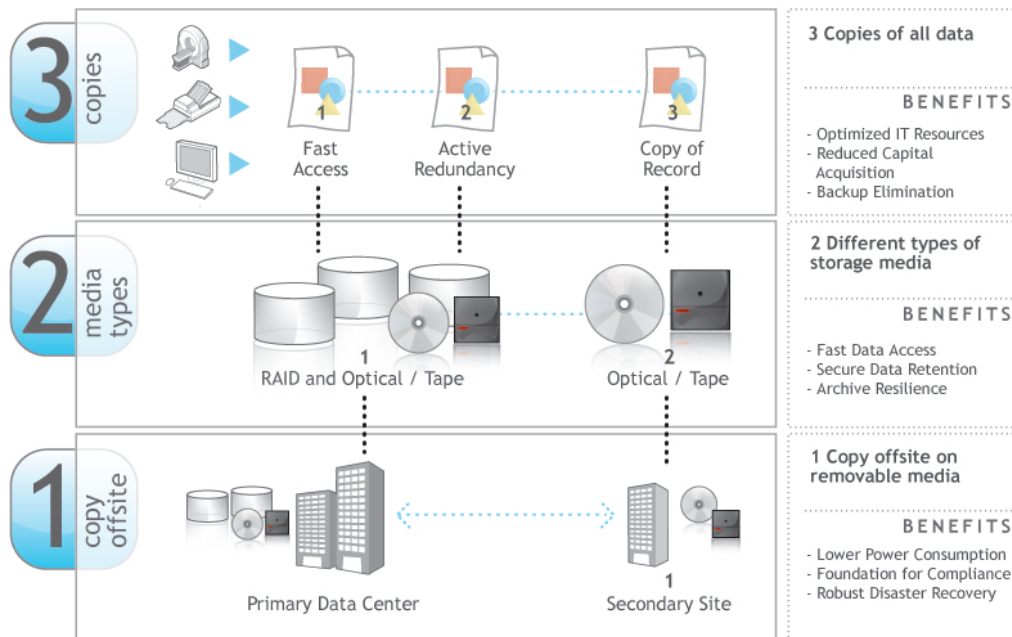 3
copies
1
2
3
Fast
Access
Active
Redundancy
Copy of
Record
3 Copies of all data
BENEFITS
- Optimized IT Resources
- Reduced Capital
Acquisition
- Backup Elimination
2
media
types
1
RAID and Optical / Tape
2
Optical / Tape
2 Different types of
storage media
BENEFITS
- Fast Data Access
- Secure Data Retention
- Archive Resilience
1
copy
offsite
Primary Data Center
1
Secondary Site
1 Copy offsite on
removable media
BENEFITS
- Lower Power Consumption
- Foundation for Compliance
- Robust Disaster Recovery